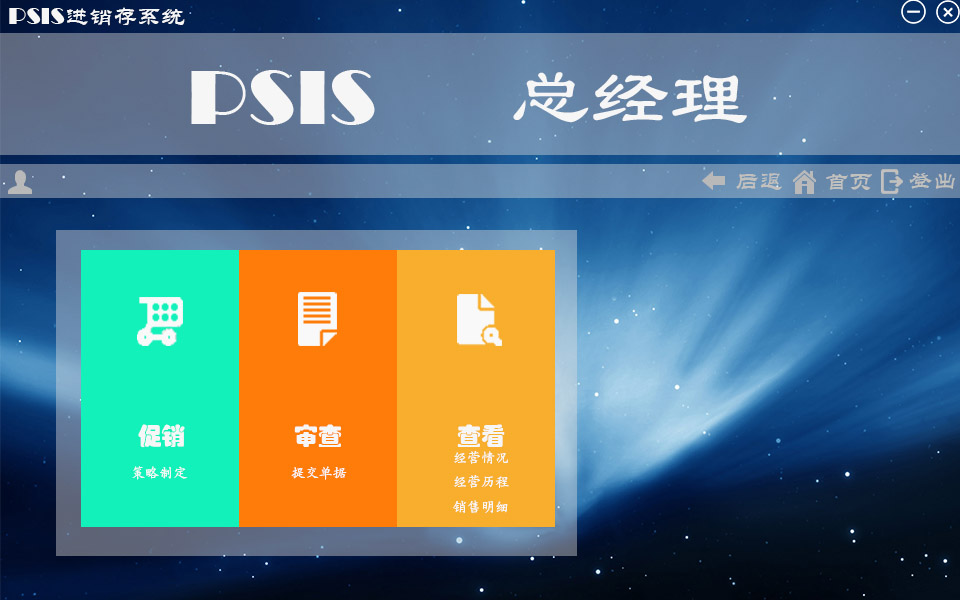 PSIS进销存系统
PSIS 总经理
后退 首页 登出
促销
策略制定
审查
提交单据
查看
经营情况
经营历程
销售明细